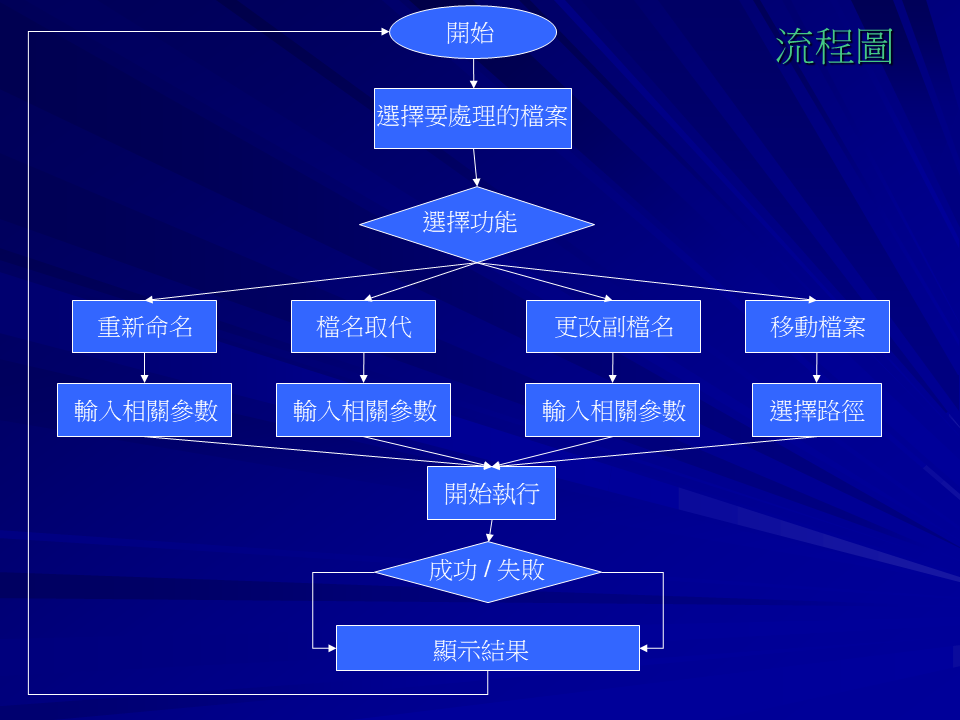 流程圖
開始
選擇要處理的檔案
選擇功能
重新命名
檔名取代
更改副檔名
移動檔案
輸入相關參數
輸入相關參數
輸入相關參數
選擇路徑
開始執行
成功 / 失敗
顯示結果